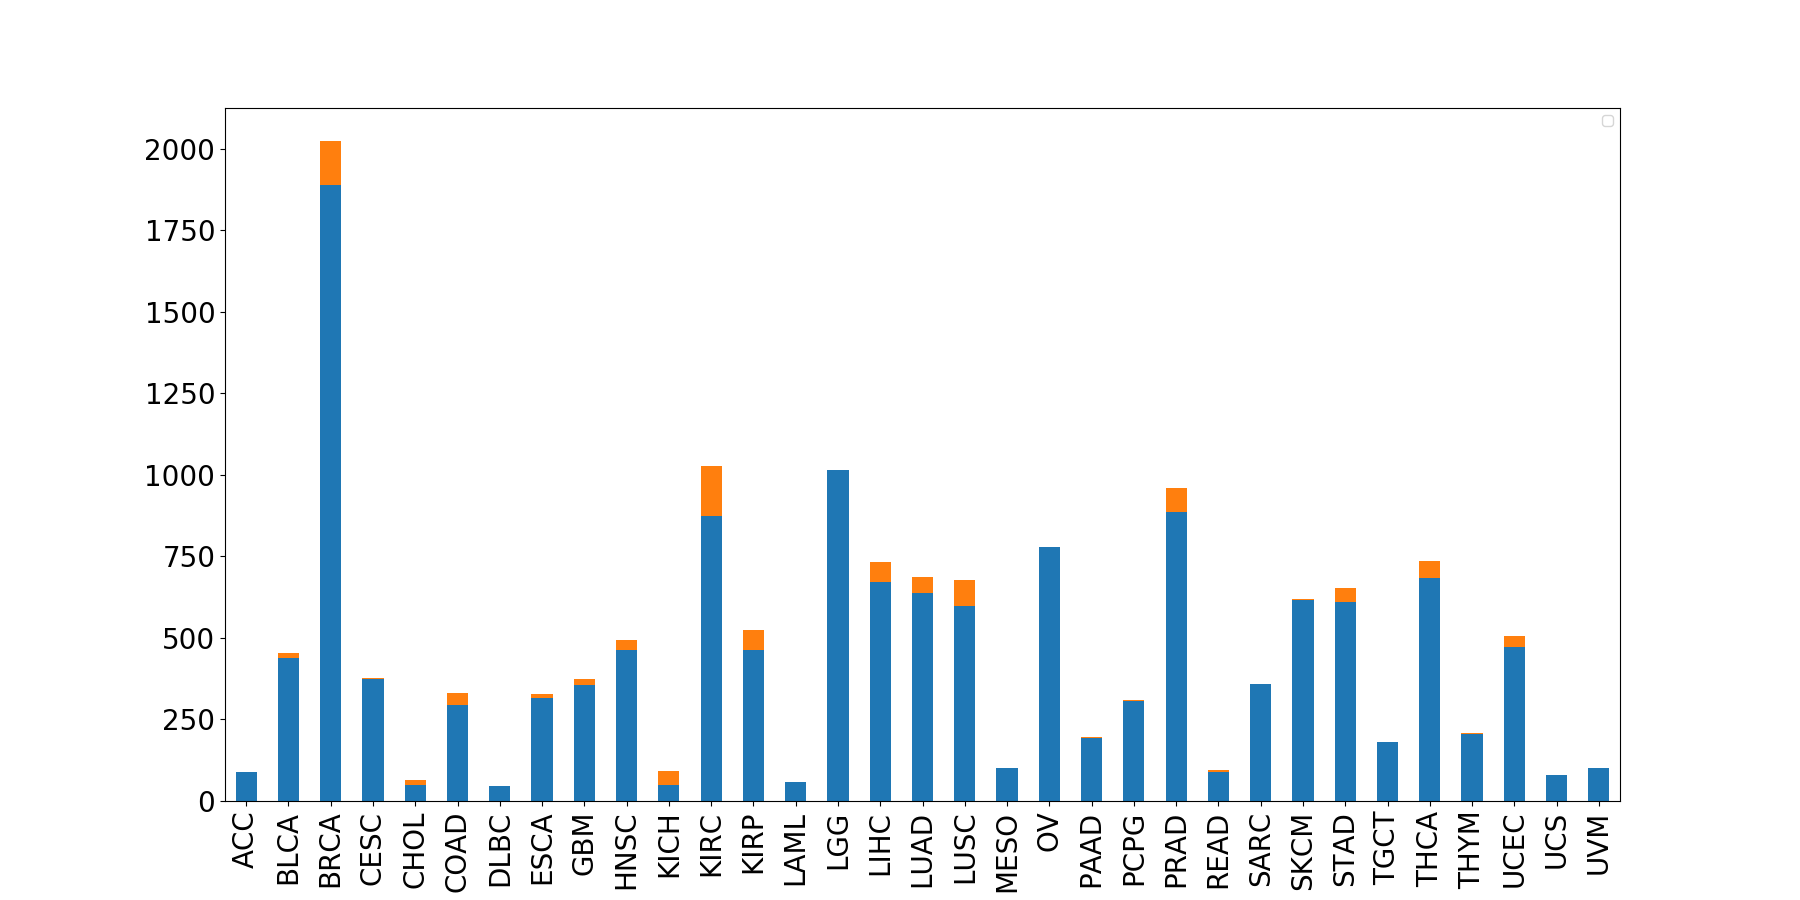 2000
1750
1500
1250
1000
750
500
250
0
ACC
BLCA
BRCA
CESC
CHOL
COAD
DLBC
ESCA
GBM
HNSC
KICH
KIRC
KIRP
LAML
LGG
LIHC
LUAD
LUSC
MESO
OV
PAAD
PCPG
PRAD
READ
SARC
SKCM
STAD
TGCT
THCA
THYM
UCEC
UCS
UVM